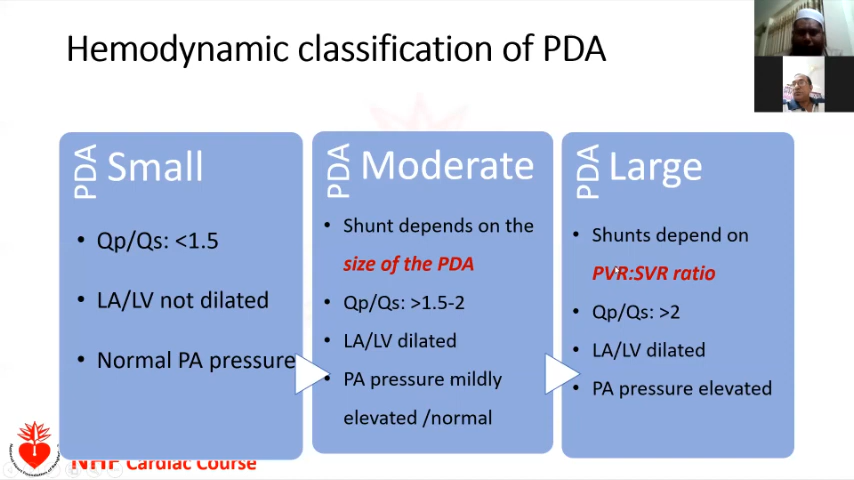 Hemodynamic classification of PDA
PDA Small
• Qp/Qs: <1.5
• LA/LV not dilated
• Normal PA pressure
PDA Moderate
• Shunt depends on the
size of the PDA
• Qp/Qs: >1.5-2
• LA/LV dilated
• PA pressure mildly
elevated /normal
PDA Large
• Shunts depend on
PVR:SVR ratio
• Qp/Qs: >2
• LA/LV dilated
• PA pressure elevated
NHF Cardiac Course